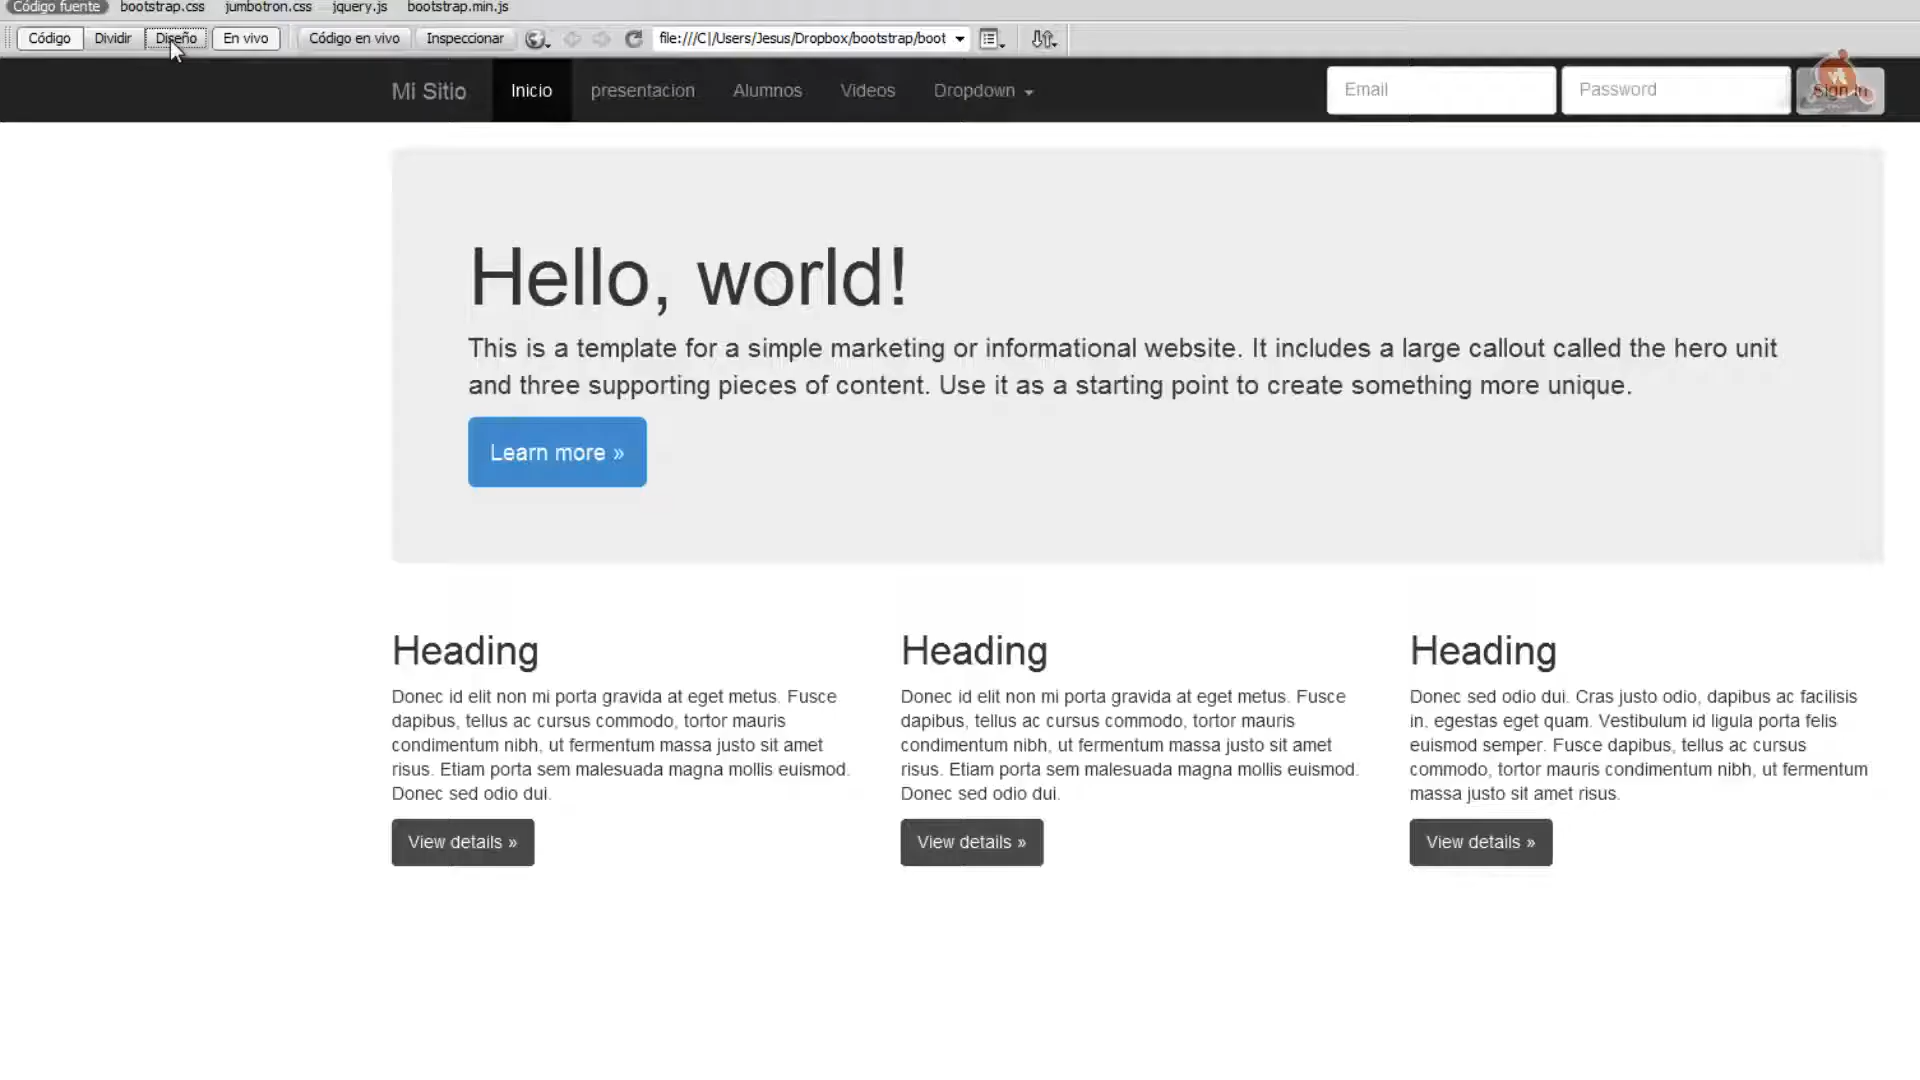 Código fuente bootstrap.css jumbotron.css jquery.js bootstrap.min.js
Código Dividir Diseño En vivo Código en vivo Inspeccionar file:///C|/Users/Jesus/Dropbox/bootstrap/boot
Mi Sitio Inicio presentacion Alumnos Videos Dropdown Email Password Sign in
Hello, world!
This is a template for a simple marketing or informational website. It includes a large callout called the hero unit
and three supporting pieces of content. Use it as a starting point to create something more unique.
Learn more »
Heading
Donec id elit non mi porta gravida at eget metus. Fusce
dapibus, tellus ac cursus commodo, tortor mauris
condimentum nibh, ut fermentum massa justo sit amet
risus. Etiam porta sem malesuada magna mollis euismod.
Donec sed odio dui.
View details »
Heading
Donec id elit non mi porta gravida at eget metus. Fusce
dapibus, tellus ac cursus commodo, tortor mauris
condimentum nibh, ut fermentum massa justo sit amet
risus. Etiam porta sem malesuada magna mollis euismod.
Donec sed odio dui.
View details »
Heading
Donec sed odio dui. Cras justo odio, dapibus ac facilisis
in, egestas eget quam. Vestibulum id ligula porta felis
euismod semper. Fusce dapibus, tellus ac cursus
commodo, tortor mauris condimentum nibh, ut fermentum
massa justo sit amet risus.
View details »